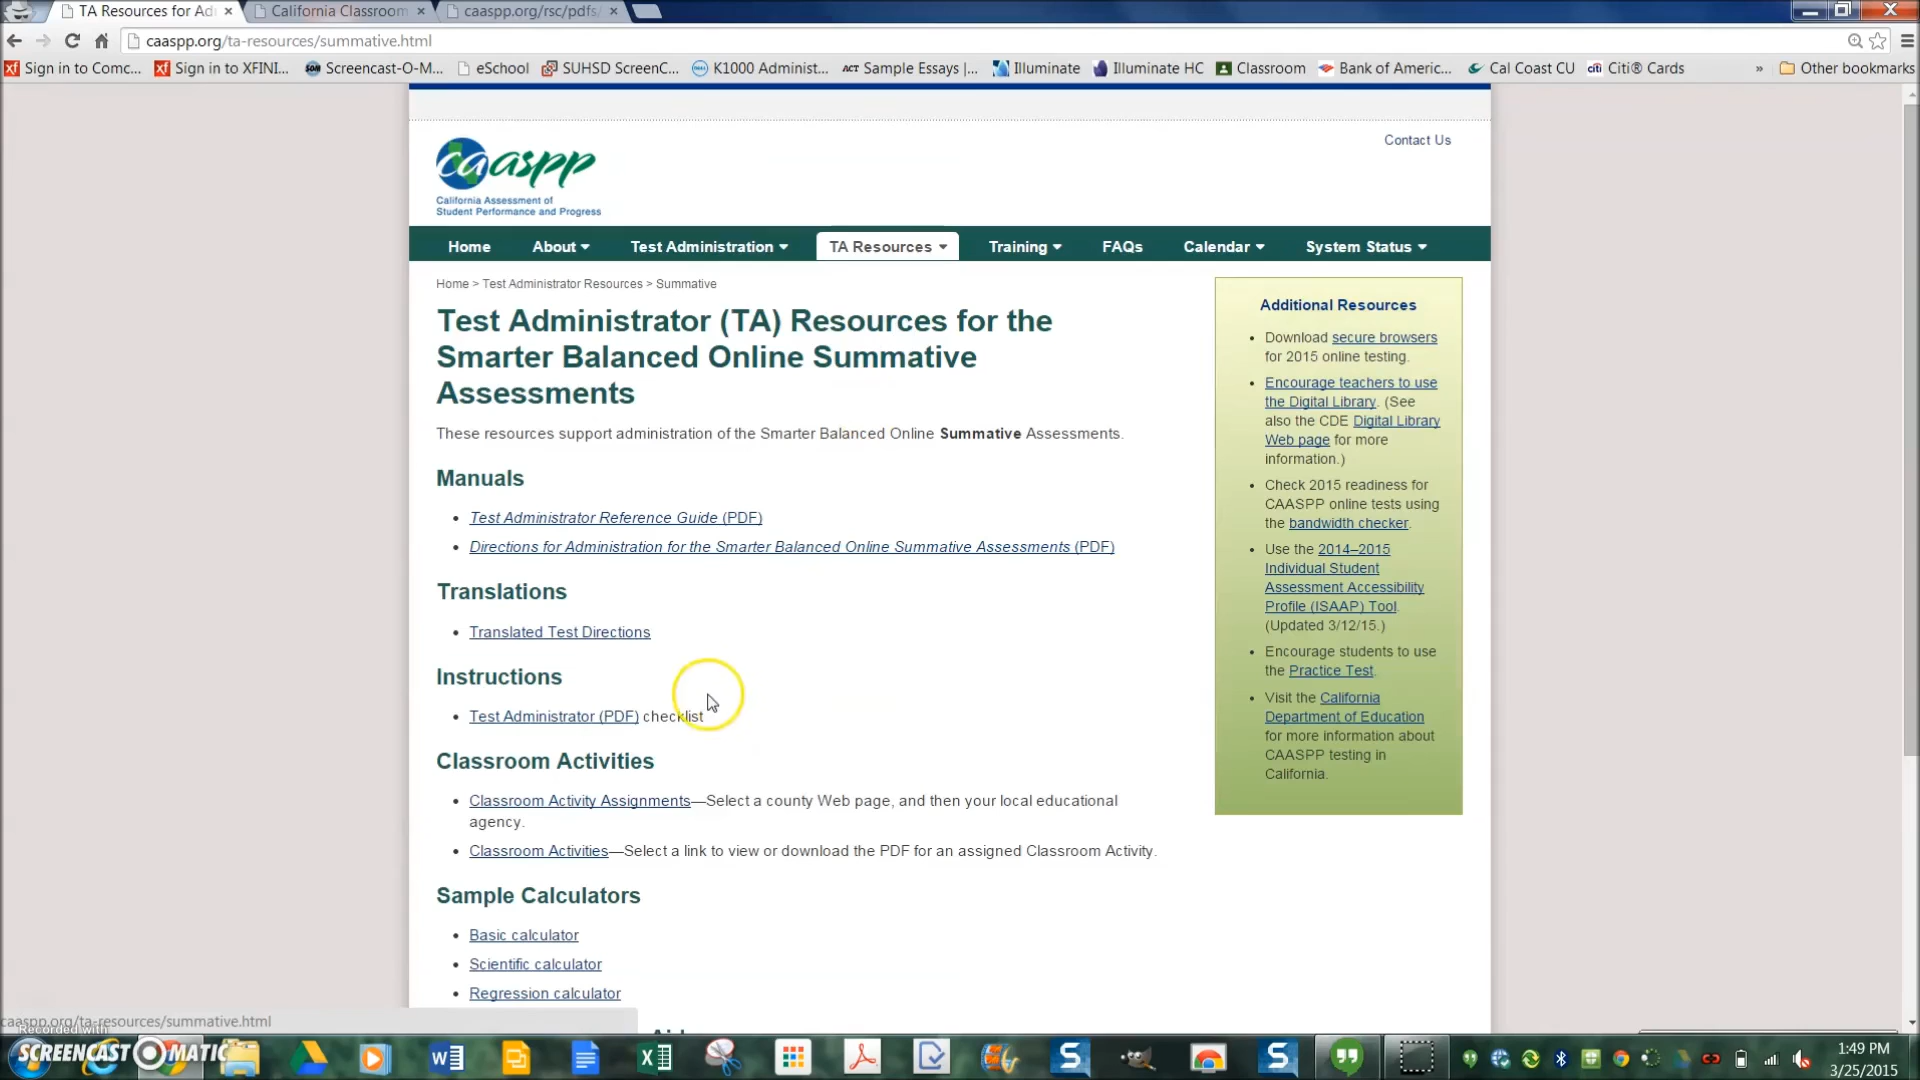 TA Resources for Ad
California Classroom
caaspp.org/rsc/pdfs/
caaspp.org/ta-resources/summative.html
Sign in to Comc...
Sign in to XFINI...
Screencast-O-M...
eSchool
SUHSD ScreenC...
K1000 Administ...
ACT Sample Essays |...
Illuminate
Illuminate HC
Classroom
Bank of Americ...
Cal Coast CU
citi Citi® Cards
»
Other bookmarks
Contact Us
caaspp
California Assessment of
Student Performance and Progress
Home About Test Administration TA Resources Training FAQs Calendar System Status
Home > Test Administrator Resources > Summative
Test Administrator (TA) Resources for the
Smarter Balanced Online Summative
Assessments
These resources support administration of the Smarter Balanced Online Summative Assessments.
Manuals
• Test Administrator Reference Guide (PDF)
• Directions for Administration for the Smarter Balanced Online Summative Assessments (PDF)
Translations
• Translated Test Directions
Instructions
• Test Administrator (PDF) checklist
Classroom Activities
• Classroom Activity Assignments—Select a county Web page, and then your local educational
agency.
• Classroom Activities—Select a link to view or download the PDF for an assigned Classroom Activity.
Sample Calculators
• Basic calculator
• Scientific calculator
• Regression calculator
Additional Resources
• Download secure browsers
for 2015 online testing.
• Encourage teachers to use
the Digital Library. (See
also the CDE Digital Library
Web page for more
information.)
• Check 2015 readiness for
CAASPP online tests using
the bandwidth checker.
• Use the 2014–2015
Individual Student
Assessment Accessibility
Profile (ISAAP) Tool.
(Updated 3/12/15.)
• Encourage students to use
the Practice Test.
• Visit the California
Department of Education
for more information about
CAASPP testing in
California.
caaspp.org/ta-resources/summative.html
Recorded with
SCREENCAST-O-MATIC
1:49 PM
3/25/2015